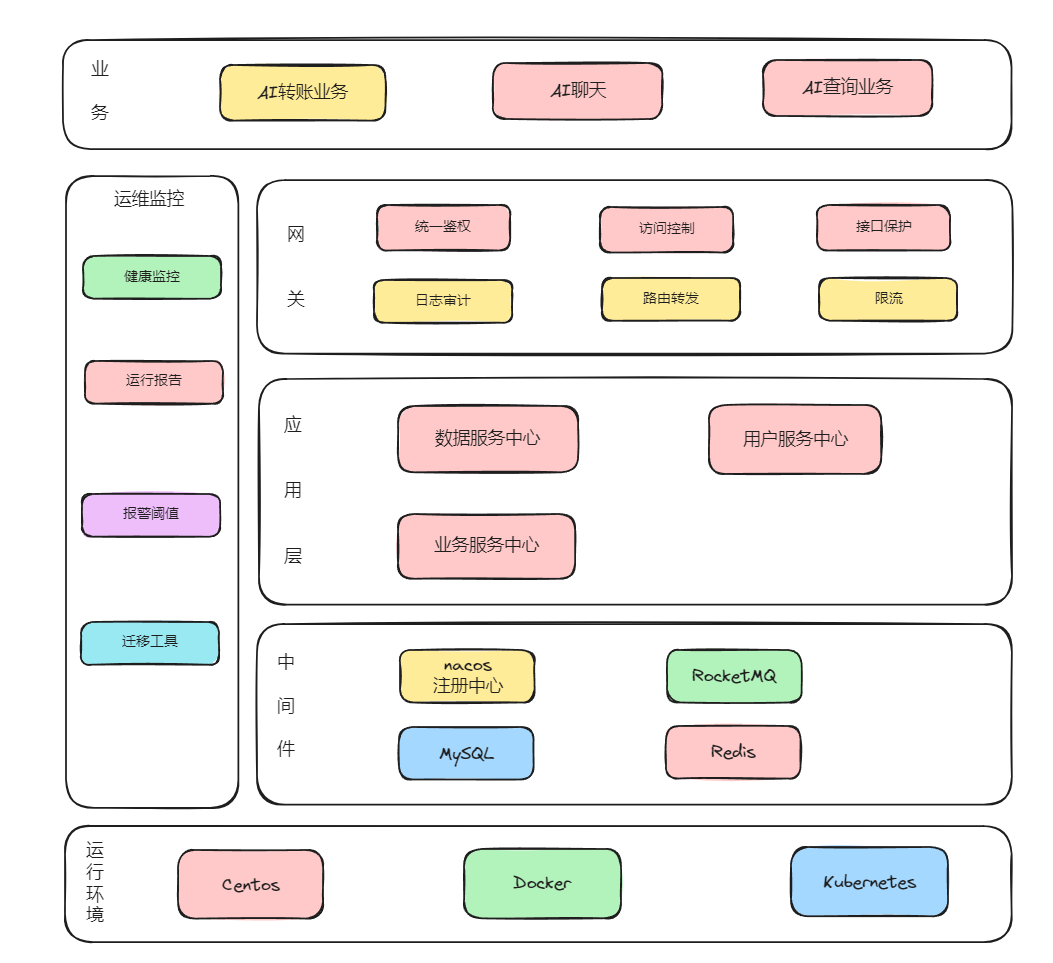 业
务
AI转账业务
AI聊天
AI查询业务
运维监控
健康监控
运行报告
报警阈值
迁移工具
网
关
统一鉴权
访问控制
接口保护
日志审计
路由转发
限流
应
用
层
数据服务中心
用户服务中心
业务服务中心
中
间
件
nacos
注册中心
RocketMQ
MySQL
Redis
运
行
环
境
Centos
Docker
Kubernetes